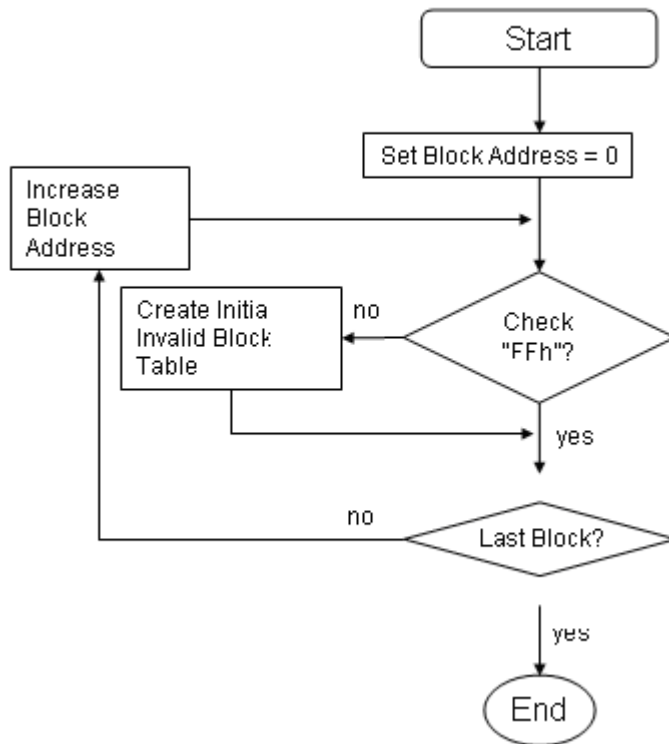 Start
Set Block Address = 0
Increase
Block
Address
Create Initia
Invalid Block
Table
no
Check
"FFh"?
yes
no
Last Block?
yes
End